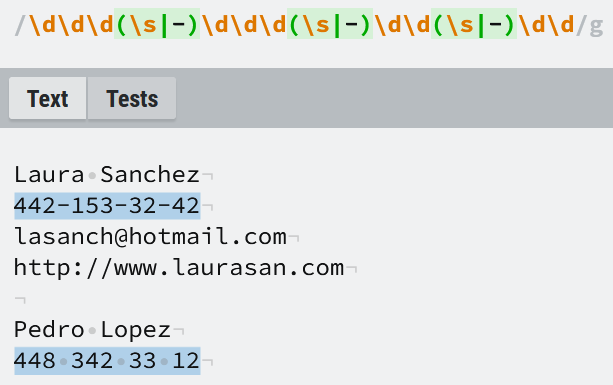 /\d\d\d(\s|-)\d\d\d(\s|-)\d\d(\s|-)\d\d/g
Text Tests
Laura·Sanchez¬
442-153-32-42¬
lasanch@hotmail.com¬
http://www.laurasan.com¬
¬
Pedro·Lopez¬
448·342·33·12¬